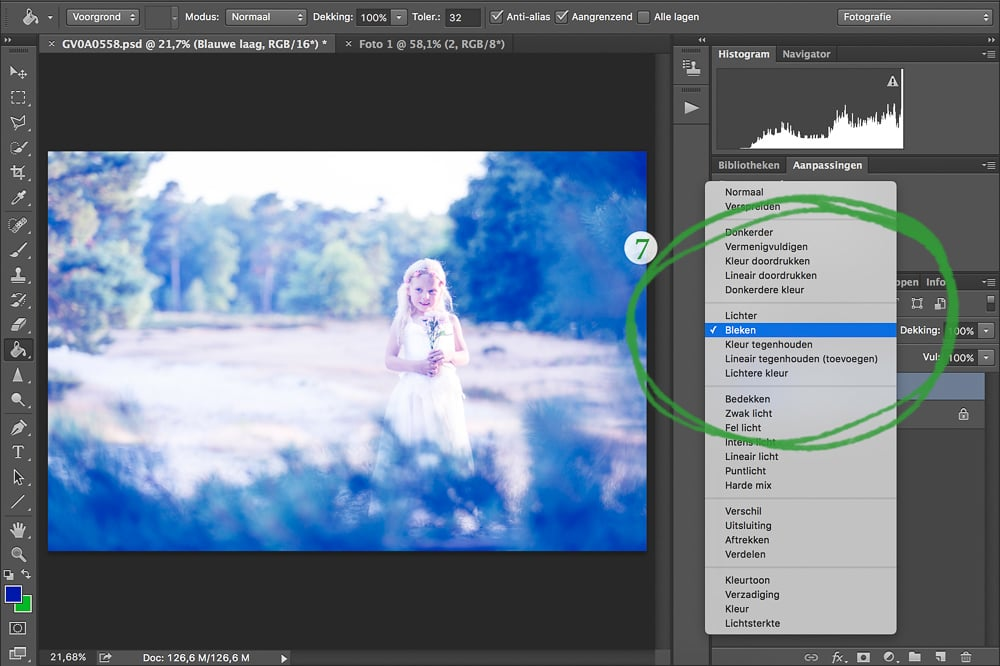 Modus: Normaal Dekking: 100% Toler.: 32 Anti-alias Aangrenzend Alle lagen Fotografie
Voorgrond
× GV0A0558.psd @ 21,7% (Blauwe laag, RGB/16*) * × Foto 1 @ 58,1% (2, RGB/8*)
Histogram Navigator
Bibliotheken Aanpassingen
Normaal
Verspreiden
Donkerder
Vermenigvuldigen
Kleur doordrukken
Lineair doordrukken
Donkerdere kleur
7
Info
Lichter
Bleken
Dekking: 100%
Kleur tegenhouden
Lineair tegenhouden (toevoegen)
100%
Lichtere kleur
Bedekken
Zwak licht
Fel licht
Intens licht
Lineair licht
Puntlicht
Harde mix
Verschil
Uitsluiting
Aftrekken
Verdelen
Kleurtoon
Verzadiging
Kleur
Lichtsterkte
21,68% Doc: 126,6 M/126,6 M
fx